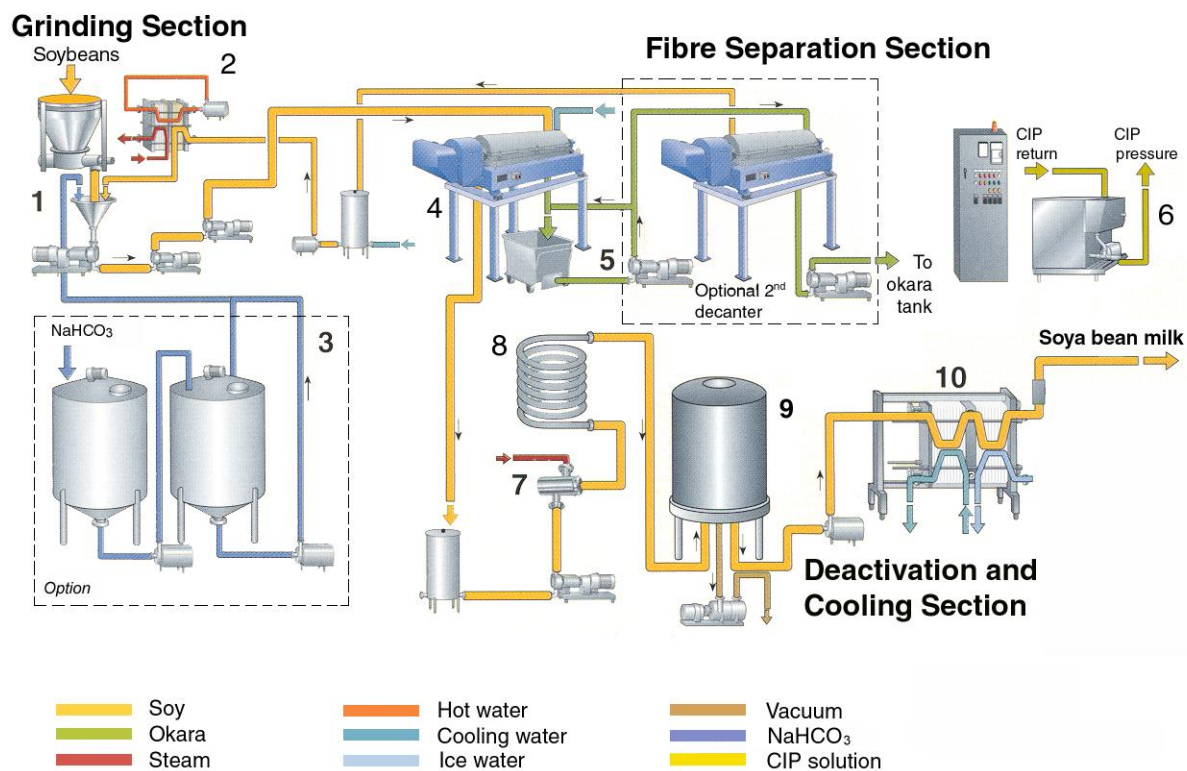 Grinding Section
Soybeans
2
Fibre Separation Section
1
4
5
Optional 2nd
decanter
To
okara
tank
CIP
return
CIP
pressure
6
NaHCO3
3
Option
8
7
9
10
Soya bean milk
Deactivation and
Cooling Section
Soy
Okara
Steam
Hot water
Cooling water
Ice water
Vacuum
NaHCO3
CIP solution